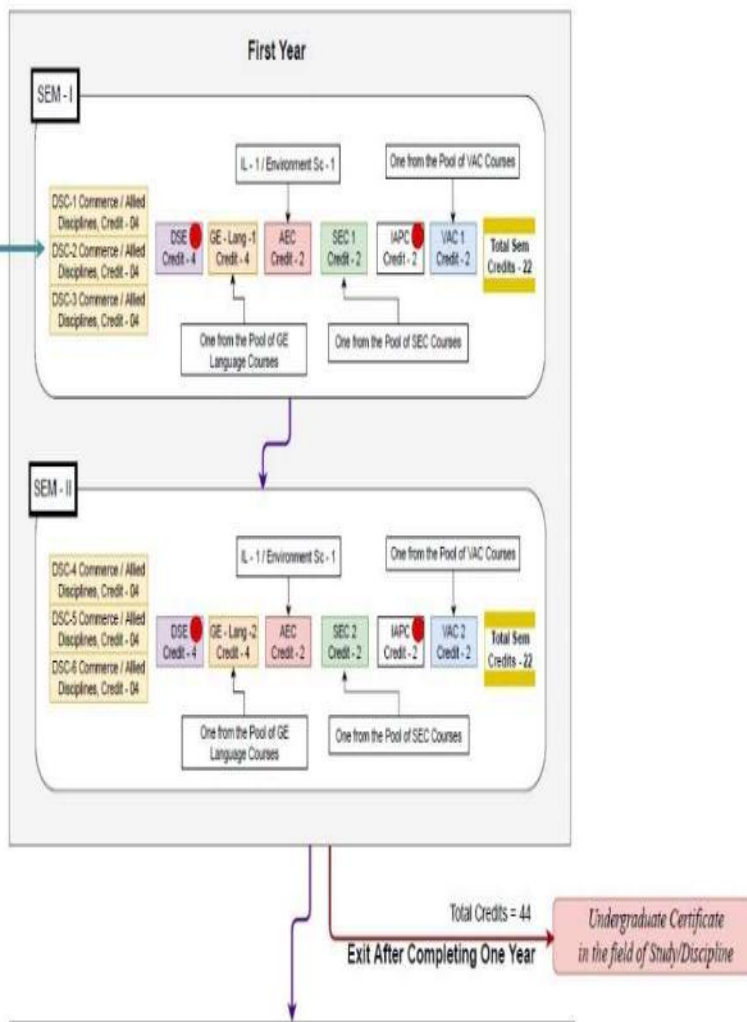 First Year
SEM - I
IL - 1 / Environment Sc - 1
One from the Pool of VAC Courses
DSC-1 Commerce / Allied
Disciplines, Credit - 04
DSC-2 Commerce / Allied
Disciplines, Credit - 04
DSC-3 Commerce / Allied
Disciplines, Credit - 04
DSE
Credit - 4
GE - Lang -1
Credit - 4
AEC
Credit -2
SEC 1
Credit - 2
IAPC
Credit - 2
VAC 1
Credit - 2
Total Sem
Credits - 22
One from the Pool of GE
Language Courses
One from the Pool of SEC Courses
SEM - II
IL - 1 / Environment Sc - 1
One from the Pool of VAC Courses
DSC-4 Commerce / Allied
Disciplines, Credit - 04
DSC-5 Commerce / Allied
Disciplines, Credit - 04
DSC-6 Commerce / Allied
Disciplines, Credit - 04
DSE
Credit - 4
GE - Lang -2
Credit - 4
AEC
Credit -2
SEC 2
Credit - 2
IAPC
Credit - 2
VAC 2
Credit - 2
Total Sem
Credits - 22
One from the Pool of GE
Language Courses
One from the Pool of SEC Courses
Total Credits = 44
Exit After Completing One Year
Undergraduate Certificate
in the field of Study/Discipline